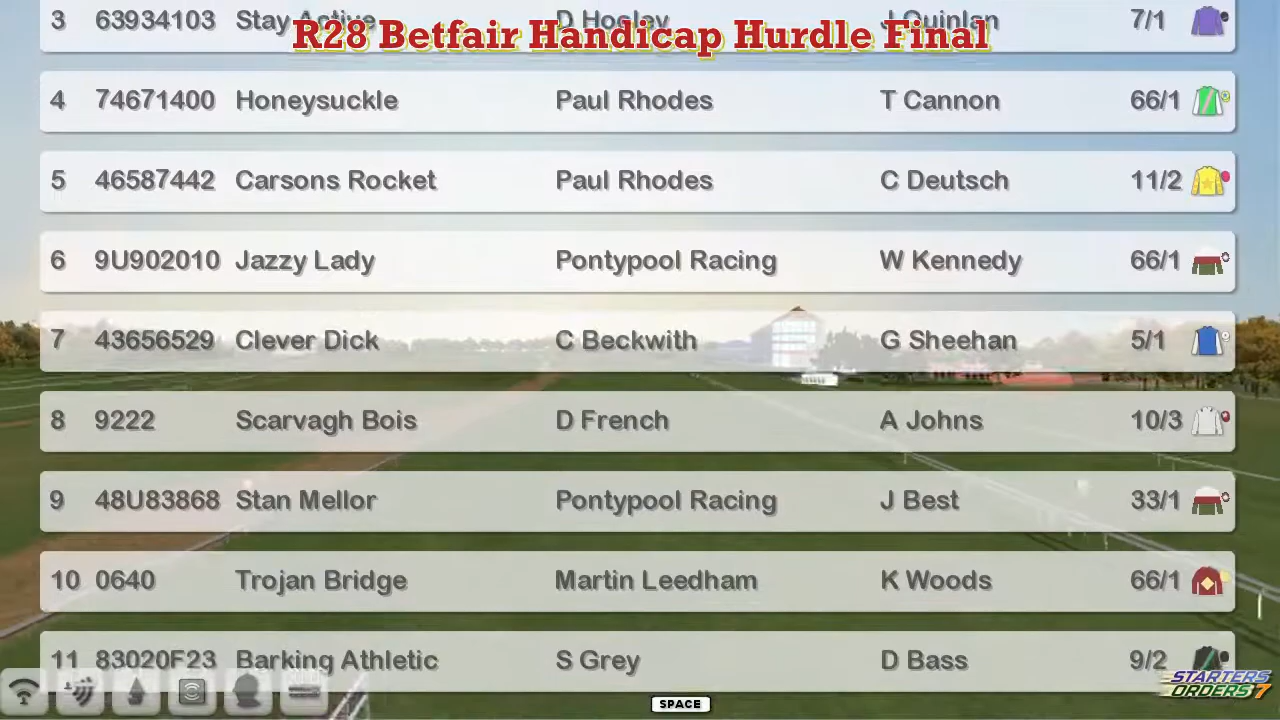 R28 Betfair Handicap Hurdle Final
3 63934103 Stay Active D Hogley J Quinlan 7/1
4 74671400 Honeysuckle Paul Rhodes T Cannon 66/1
5 46587442 Carsons Rocket Paul Rhodes C Deutsch 11/2
6 9U902010 Jazzy Lady Pontypool Racing W Kennedy 66/1
7 43656529 Clever Dick C Beckwith G Sheehan 5/1
8 9222 Scarvagh Bois D French A Johns 10/3
9 48U83868 Stan Mellor Pontypool Racing J Best 33/1
10 0640 Trojan Bridge Martin Leedham K Woods 66/1
11 83020F23 Barking Athletic S Grey D Bass 9/2
SPACE
STARTERS
ORDERS 7